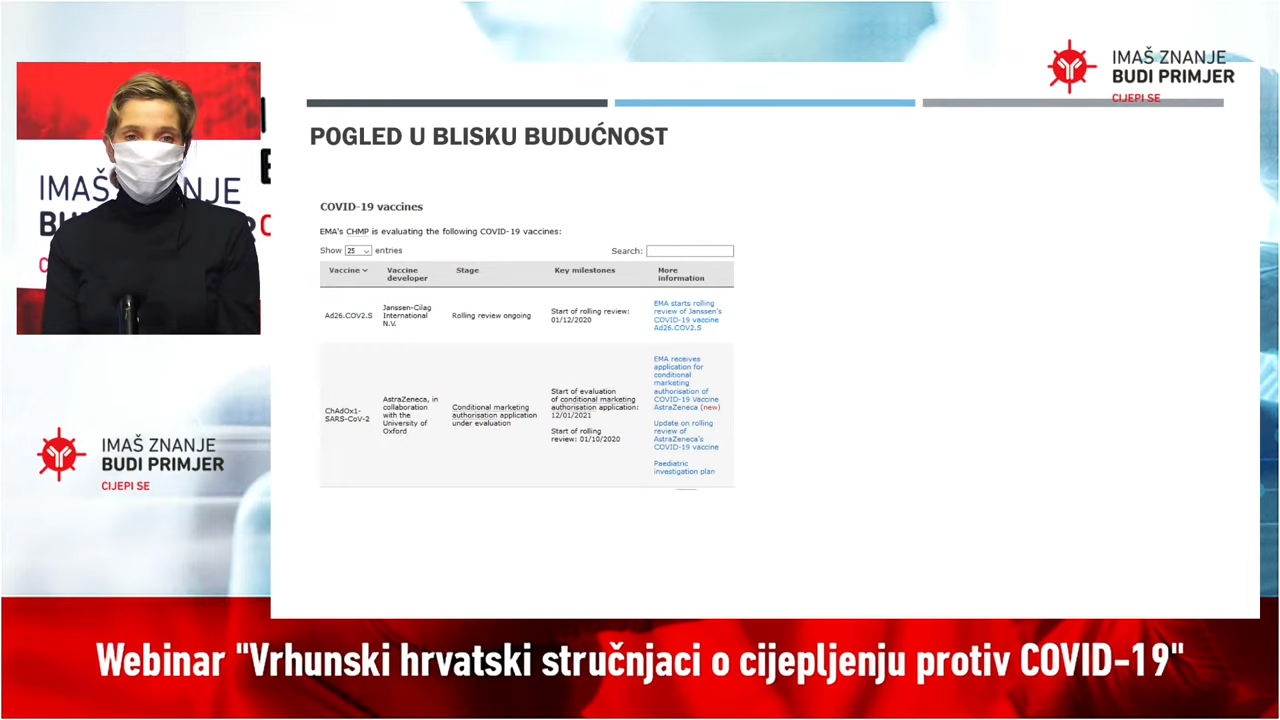 IMAŠ ZNANJE
BUDI PRIMJER
CIJEPI SE
IMAŠ ZNANJE
POGLED U BLISKU BUDUĆNOST
COVID-19 vaccines
EMA's CHMP is evaluating the following COVID-19 vaccines:
Show 25 entries
Search:
Vaccine
Vaccine
developer
Stage
Key milestones
More
information
Ad26.COV2.S
Janssen-Cilag
International
N.V.
Rolling review ongoing
Start of rolling review:
01/12/2020
EMA starts rolling
review of Janssen's
COVID-19 vaccine
Ad26.COV2.S
ChAdOx1-
SARS-CoV-2
AstraZeneca, in
collaboration
with the
University of
Oxford
Conditional marketing
authorisation application
under evaluation
Start of evaluation
of conditional marketing
authorisation application:
12/01/2021
Start of rolling
review: 01/10/2020
EMA receives
application for
conditional
marketing
authorisation of
COVID-19 Vaccine
AstraZeneca (new)
Update on rolling
review of
AstraZeneca's
COVID-19 vaccine
Paediatric
investigation plan
IMAŠ ZNANJE
BUDI PRIMJER
CIJEPI SE
Webinar "Vrhunski hrvatski stručnjaci o cijepljenju protiv COVID-19"